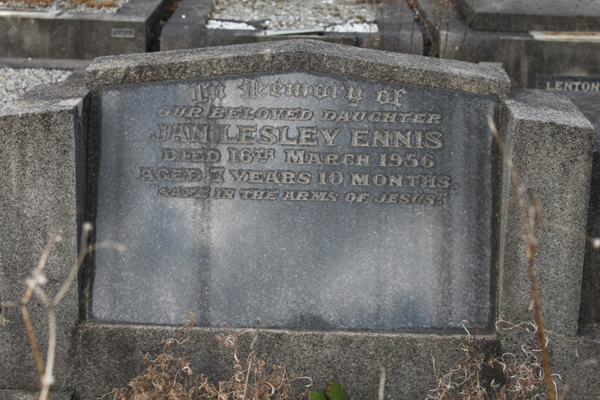 LENTON
In Memory of
OUR BELOVED DAUGHTER
JAN LESLEY ENNIS
DIED 16TH MARCH 1956
AGED 7 YEARS 10 MONTHS.
"SAFE IN THE ARMS OF JESUS."